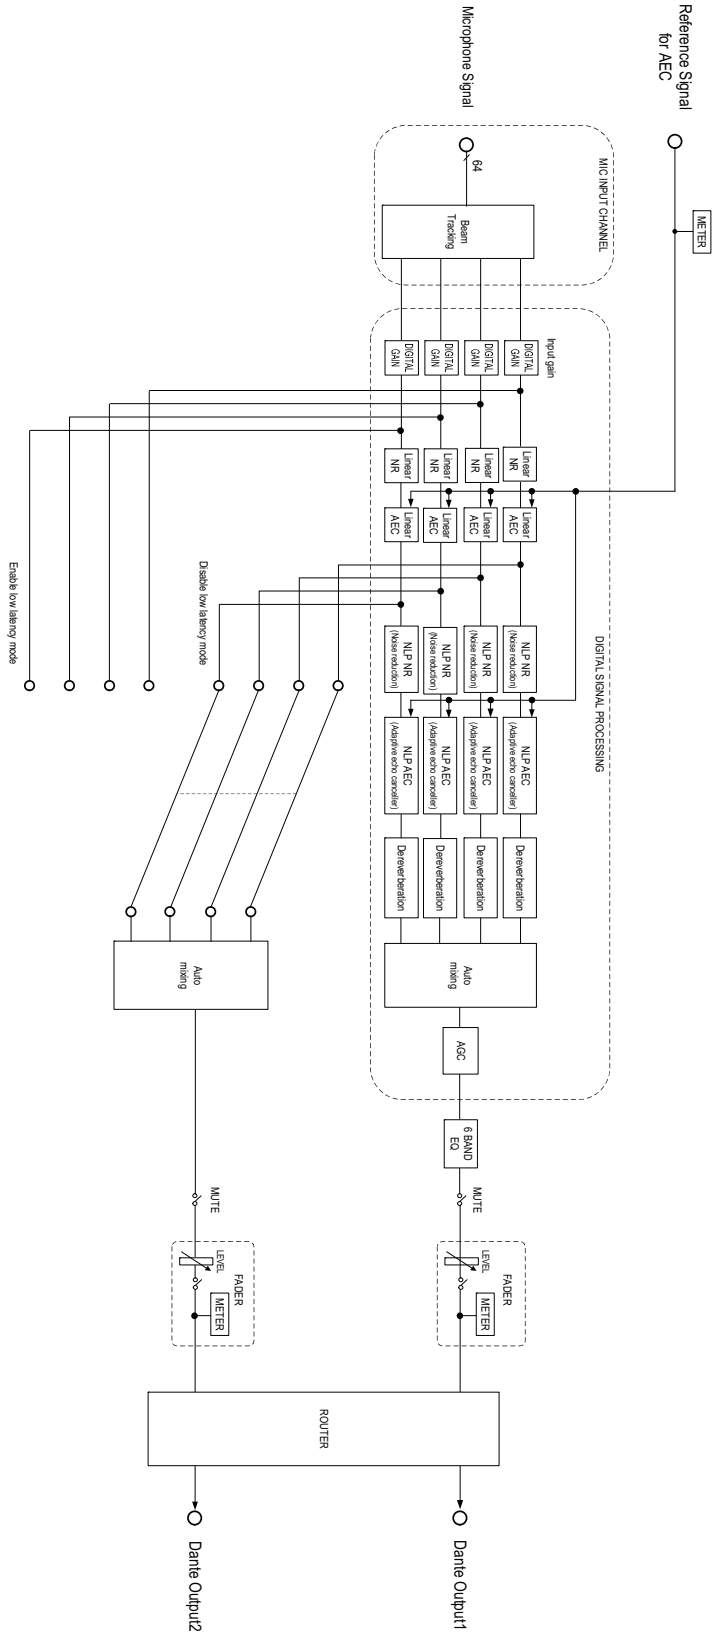 Reference Signal
for AEC
METER
Microphone Signal
MIC INPUT CHANNEL
64
Beam
Tracking
DIGITAL SIGNAL PROCESSING
Input gain
DIGITAL
GAIN
DIGITAL
GAIN
DIGITAL
GAIN
DIGITAL
GAIN
Linear
NR
Linear
NR
Linear
NR
Linear
NR
Linear
AEC
Linear
AEC
Linear
AEC
Linear
AEC
NLP NR
(Noise reduction)
NLP NR
(Noise reduction)
NLP NR
(Noise reduction)
NLP NR
(Noise reduction)
NLP AEC
(Adaptive echo canceller)
NLP AEC
(Adaptive echo canceller)
NLP AEC
(Adaptive echo canceller)
NLP AEC
(Adaptive echo canceller)
Dereverberation
Dereverberation
Dereverberation
Dereverberation
Auto
mixing
AGC
6 BAND
EQ
MUTE
FADER
LEVEL
METER
ROUTER
Dante Output1
Disable low latency mode
Enable low latency mode
Auto
mixing
MUTE
FADER
LEVEL
METER
Dante Output2